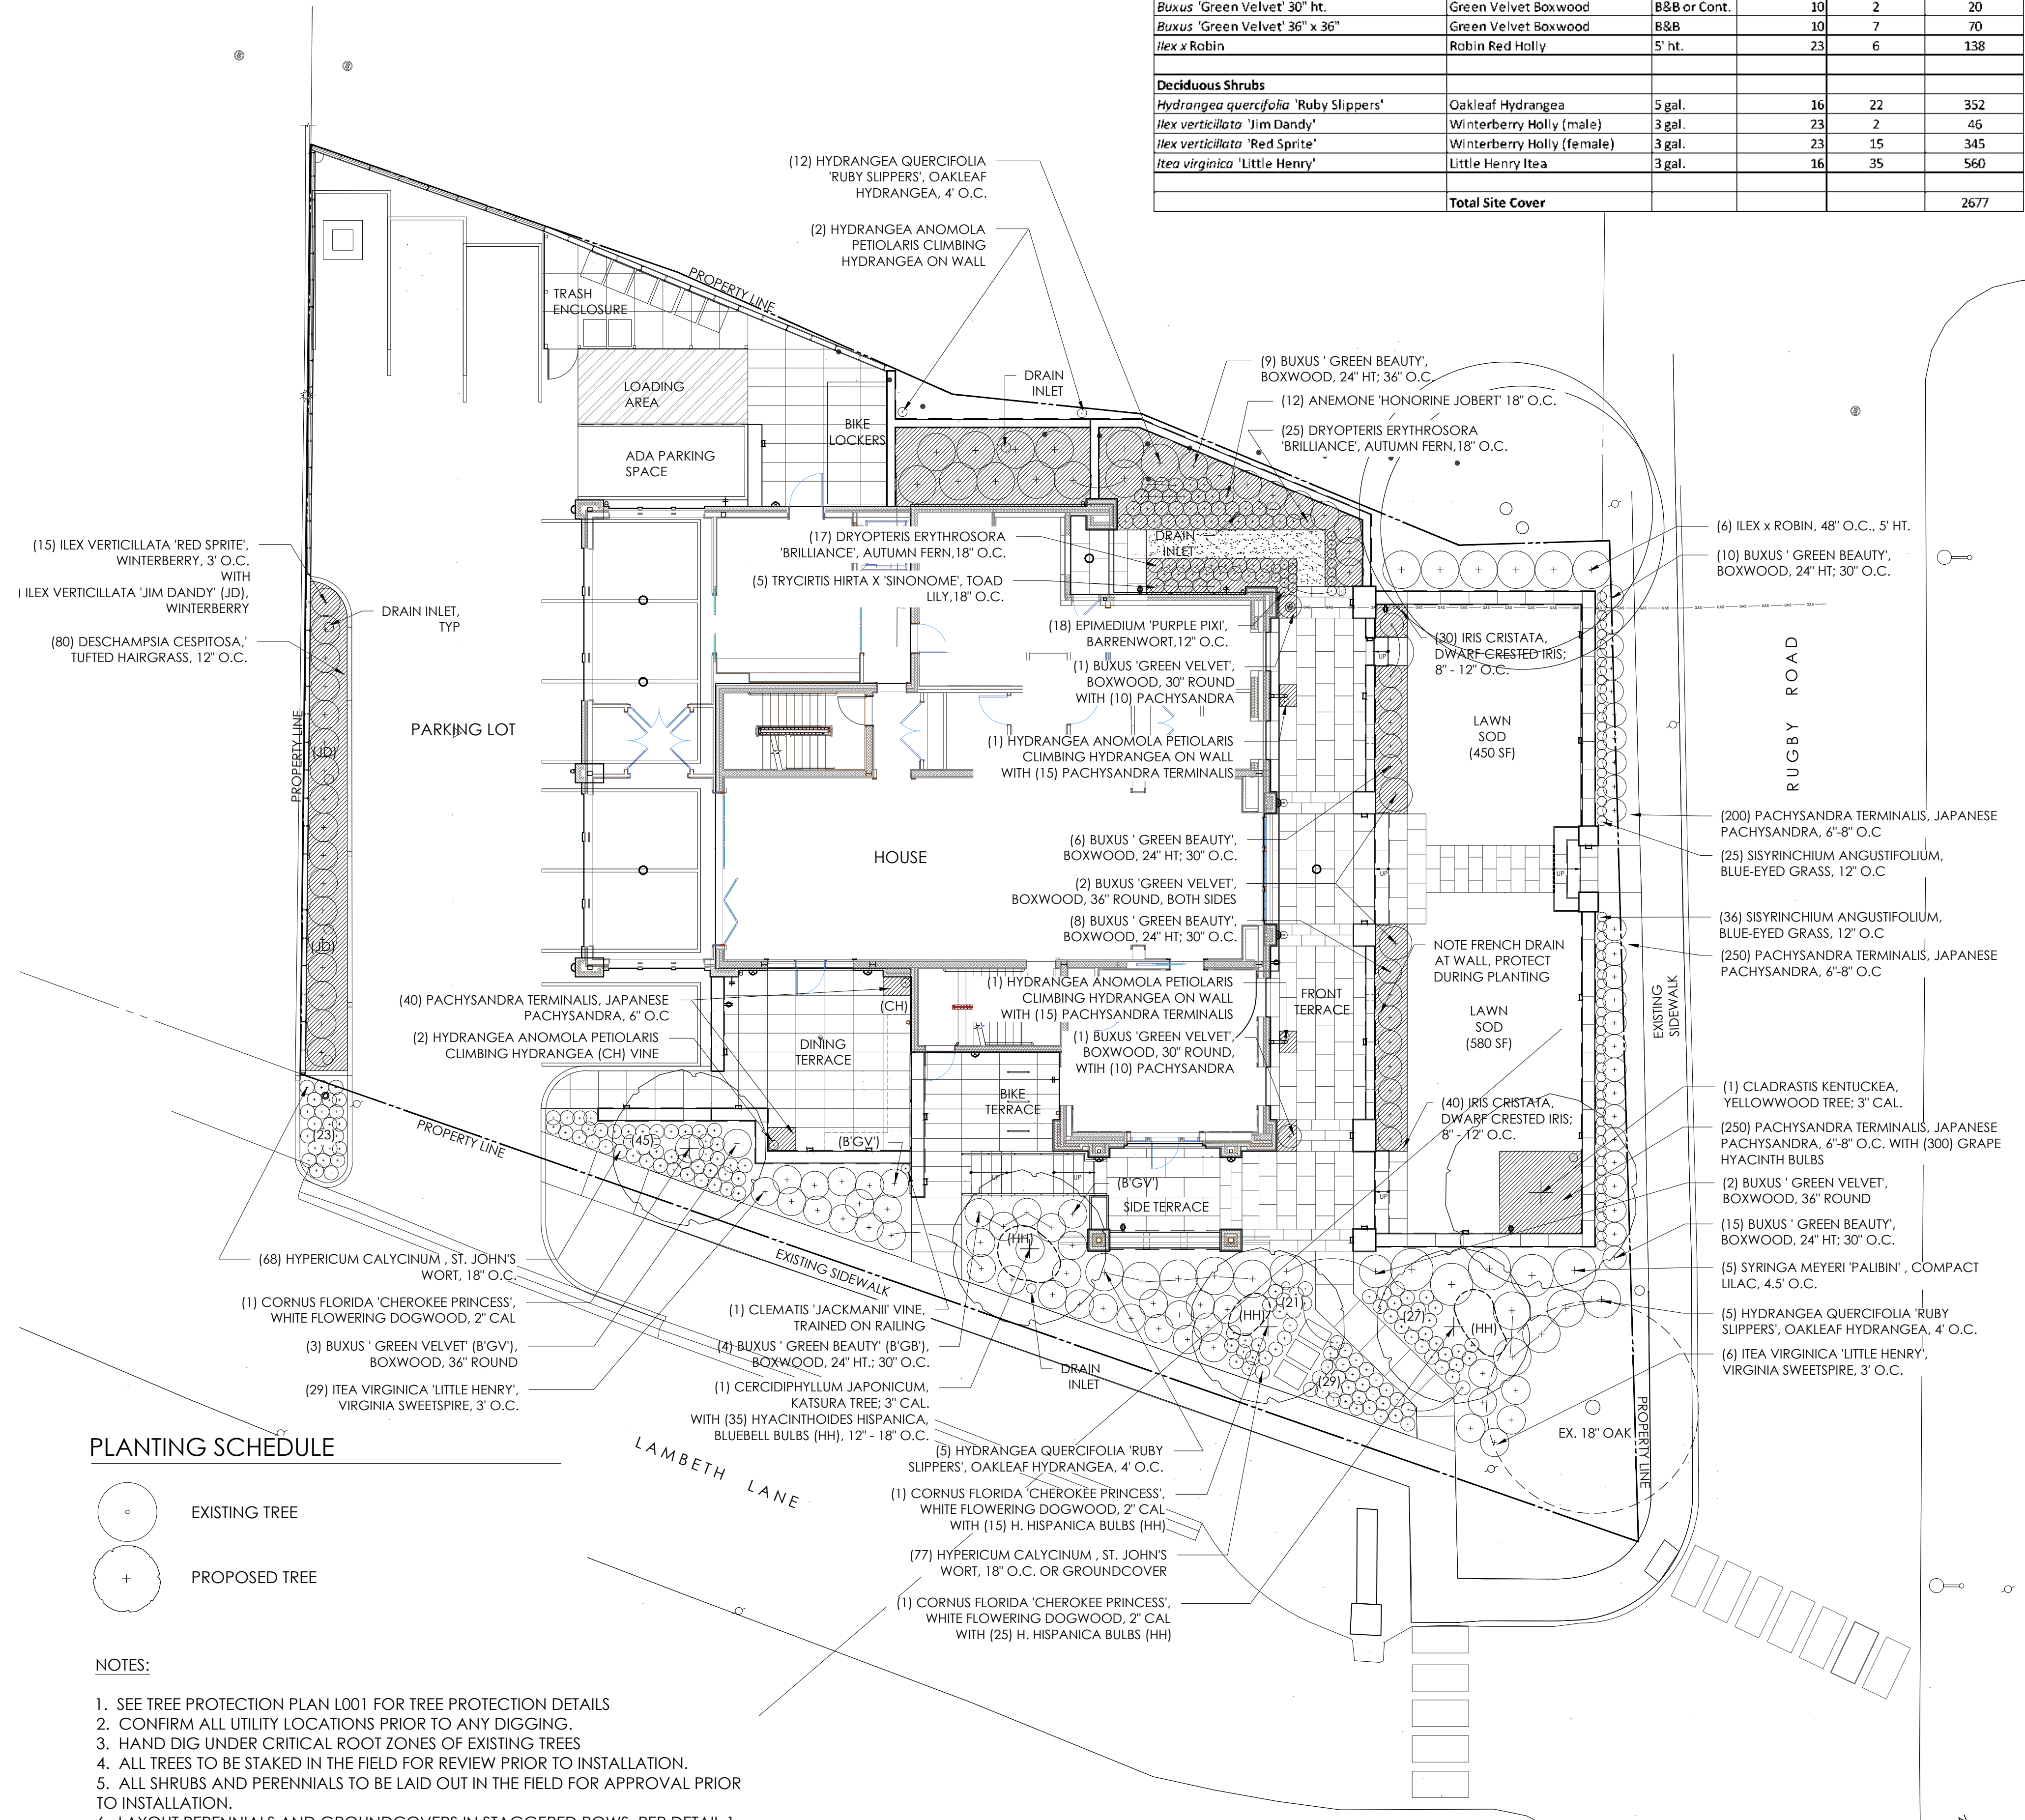 Buxus 'Green Velvet' 30" ht. Green Velvet Boxwood B&B or Cont. 10 2 20
Buxus 'Green Velvet' 36" x 36" Green Velvet Boxwood B&B 10 7 70
Ilex x Robin Robin Red Holly 5' ht. 23 6 138
Deciduous Shrubs
Hydrangea quercifolia 'Ruby Slippers' Oakleaf Hydrangea 5 gal. 16 22 352
Ilex verticillata 'Jim Dandy' Winterberry Holly (male) 3 gal. 23 2 46
Ilex verticillata 'Red Sprite' Winterberry Holly (female) 3 gal. 23 15 345
Itea virginica 'Little Henry' Little Henry Itea 3 gal. 16 35 560
Total Site Cover 2677
(12) HYDRANGEA QUERCIFOLIA
'RUBY SLIPPERS', OAKLEAF
HYDRANGEA, 4' O.C.
(2) HYDRANGEA ANOMOLA
PETIOLARIS CLIMBING
HYDRANGEA ON WALL
PROPERTY LINE
TRASH
ENCLOSURE
LOADING
AREA
BIKE
LOCKERS
ADA PARKING
SPACE
DRAIN
INLET
(9) BUXUS ' GREEN BEAUTY',
BOXWOOD, 24" HT; 36" O.C.
(12) ANEMONE 'HONORINE JOBERT' 18" O.C.
(25) DRYOPTERIS ERYTHROSORA
'BRILLIANCE', AUTUMN FERN,18" O.C.
(6) ILEX x ROBIN, 48" O.C., 5' HT.
(10) BUXUS ' GREEN BEAUTY',
BOXWOOD, 24" HT; 30" O.C.
(15) ILEX VERTICILLATA 'RED SPRITE',
WINTERBERRY, 3' O.C.
WITH
) ILEX VERTICILLATA 'JIM DANDY' (JD),
WINTERBERRY
(80) DESCHAMPSIA CESPITOSA,'
TUFTED HAIRGRASS, 12" O.C.
DRAIN INLET,
TYP
(17) DRYOPTERIS ERYTHROSORA
'BRILLIANCE', AUTUMN FERN,18" O.C.
DRAIN
INLET
(5) TRYCIRTIS HIRTA X 'SINONOME', TOAD
LILY,18" O.C.
(18) EPIMEDIUM 'PURPLE PIXI',
BARRENWORT,12" O.C.
(1) BUXUS 'GREEN VELVET',
BOXWOOD, 30" ROUND
WITH (10) PACHYSANDRA
GAS
UP
(30) IRIS CRISTATA,
DWARF CRESTED IRIS;
8" - 12" O.C.
LAWN
SOD
(450 SF)
RUGBY ROAD
PROPERTY LINE
(JD)
(JD)
PARKING LOT
(1) HYDRANGEA ANOMOLA PETIOLARIS
CLIMBING HYDRANGEA ON WALL
WITH (15) PACHYSANDRA TERMINALIS
HOUSE
(6) BUXUS ' GREEN BEAUTY',
BOXWOOD, 24" HT; 30" O.C.
(2) BUXUS 'GREEN VELVET',
BOXWOOD, 36" ROUND, BOTH SIDES
(8) BUXUS ' GREEN BEAUTY',
BOXWOOD, 24" HT; 30" O.C.
UP
UP
(200) PACHYSANDRA TERMINALIS, JAPANESE
PACHYSANDRA, 6"-8" O.C
(25) SISYRINCHIUM ANGUSTIFOLIUM,
BLUE-EYED GRASS, 12" O.C
(36) SISYRINCHIUM ANGUSTIFOLIUM,
BLUE-EYED GRASS, 12" O.C
(250) PACHYSANDRA TERMINALIS, JAPANESE
PACHYSANDRA, 6"-8" O.C
NOTE FRENCH DRAIN
AT WALL, PROTECT
DURING PLANTING
LAWN
SOD
(580 SF)
EXISTING
SIDEWALK
(1) HYDRANGEA ANOMOLA PETIOLARIS
CLIMBING HYDRANGEA ON WALL
WITH (15) PACHYSANDRA TERMINALIS
FRONT
TERRACE
(1) BUXUS 'GREEN VELVET',
BOXWOOD, 30" ROUND,
WTIH (10) PACHYSANDRA
(40) PACHYSANDRA TERMINALIS, JAPANESE
PACHYSANDRA, 6" O.C
(CH)
(2) HYDRANGEA ANOMOLA PETIOLARIS
CLIMBING HYDRANGEA (CH) VINE
DINING
TERRACE
BIKE
TERRACE
(40) IRIS CRISTATA,
DWARF CRESTED IRIS;
8" - 12" O.C.
(1) CLADRASTIS KENTUCKEA,
YELLOWWOOD TREE; 3" CAL.
(250) PACHYSANDRA TERMINALIS, JAPANESE
PACHYSANDRA, 6"-8" O.C. WITH (300) GRAPE
HYACINTH BULBS
(2) BUXUS ' GREEN VELVET',
BOXWOOD, 36" ROUND
(15) BUXUS ' GREEN BEAUTY',
BOXWOOD, 24" HT; 30" O.C.
(5) SYRINGA MEYERI 'PALIBIN' , COMPACT
LILAC, 4.5' O.C.
(5) HYDRANGEA QUERCIFOLIA 'RUBY
SLIPPERS', OAKLEAF HYDRANGEA, 4' O.C.
(6) ITEA VIRGINICA 'LITTLE HENRY',
VIRGINIA SWEETSPIRE, 3' O.C.
(23)
PROPERTY LINE
(45)
(B'GV')
(B'GV')
UP
UP
UP
SIDE TERRACE
(HH)
(HH)
(21)
(27)
(HH)
(29)
EXISTING SIDEWALK
(68) HYPERICUM CALYCINUM , ST. JOHN'S
WORT, 18" O.C.
(1) CORNUS FLORIDA 'CHEROKEE PRINCESS',
WHITE FLOWERING DOGWOOD, 2" CAL
(3) BUXUS ' GREEN VELVET' (B'GV'),
BOXWOOD, 36" ROUND
(29) ITEA VIRGINICA 'LITTLE HENRY',
VIRGINIA SWEETSPIRE, 3' O.C.
(1) CLEMATIS 'JACKMANII' VINE,
TRAINED ON RAILING
(4) BUXUS ' GREEN BEAUTY' (B'GB'),
BOXWOOD, 24" HT.; 30" O.C.
(1) CERCIDIPHYLLUM JAPONICUM,
KATSURA TREE; 3" CAL.
WITH (35) HYACINTHOIDES HISPANICA,
BLUEBELL BULBS (HH), 12" - 18" O.C.
DRAIN
INLET
(5) HYDRANGEA QUERCIFOLIA 'RUBY
SLIPPERS', OAKLEAF HYDRANGEA, 4' O.C.
(1) CORNUS FLORIDA 'CHEROKEE PRINCESS',
WHITE FLOWERING DOGWOOD, 2" CAL
WITH (15) H. HISPANICA BULBS (HH)
(77) HYPERICUM CALYCINUM , ST. JOHN'S
WORT, 18" O.C. OR GROUNDCOVER
(1) CORNUS FLORIDA 'CHEROKEE PRINCESS',
WHITE FLOWERING DOGWOOD, 2" CAL
WITH (25) H. HISPANICA BULBS (HH)
EX. 18" OAK
PROPERTY LINE
LAMBETH LANE
PLANTING SCHEDULE
EXISTING TREE
PROPOSED TREE
NOTES:
1. SEE TREE PROTECTION PLAN L001 FOR TREE PROTECTION DETAILS
2. CONFIRM ALL UTILITY LOCATIONS PRIOR TO ANY DIGGING.
3. HAND DIG UNDER CRITICAL ROOT ZONES OF EXISTING TREES
4. ALL TREES TO BE STAKED IN THE FIELD FOR REVIEW PRIOR TO INSTALLATION.
5. ALL SHRUBS AND PERENNIALS TO BE LAID OUT IN THE FIELD FOR APPROVAL PRIOR
TO INSTALLATION.
6. LAYOUT PERENNIALS AND GROUNDCOVERS IN STAGGERED ROWS, PER DETAIL 1,